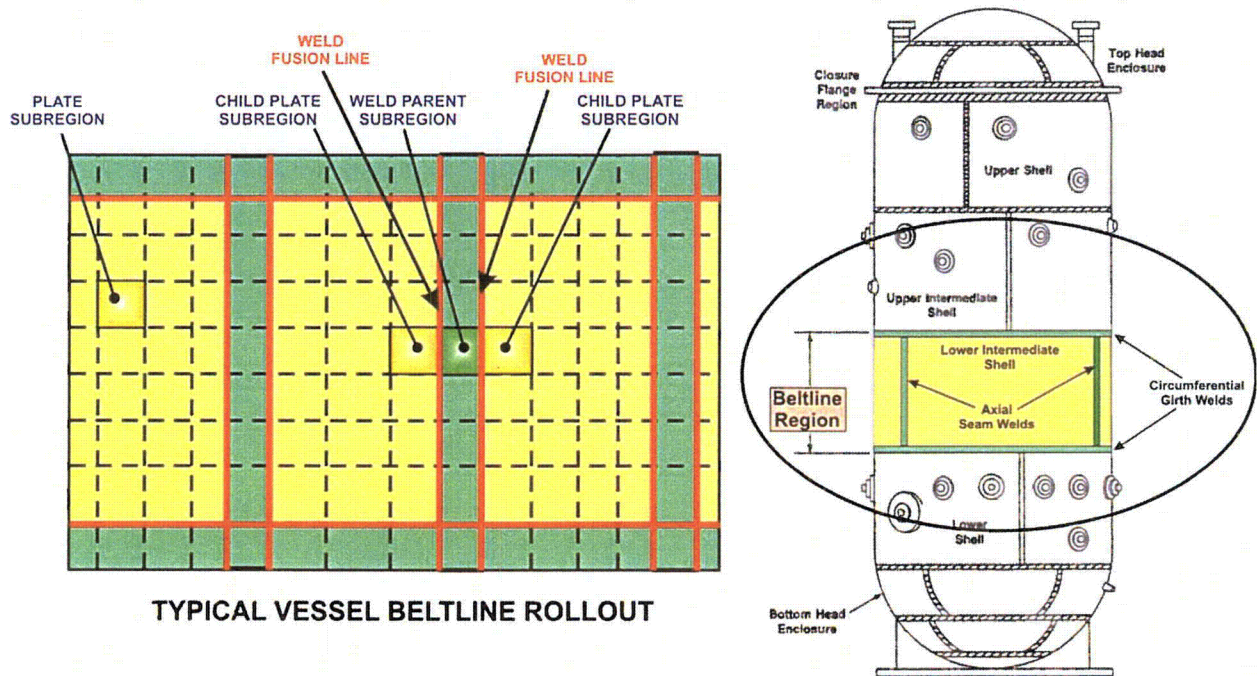 WELD
FUSION LINE
WELD
FUSION LINE
PLATE
SUBREGION
CHILD PLATE
SUBREGION
WELD PARENT
SUBREGION
CHILD PLATE
SUBREGION
TYPICAL VESSEL BELTLINE ROLLOUT
Top Head
Enclosure
Closure
Flange
Region
Upper Shell
Upper Intermediate
Shell
Lower Intermediate
Shell
Beltline
Region
Axial
Seam Welds
Circumferential
Girth Welds
Lower
Shell
Bottom Head
Enclosure